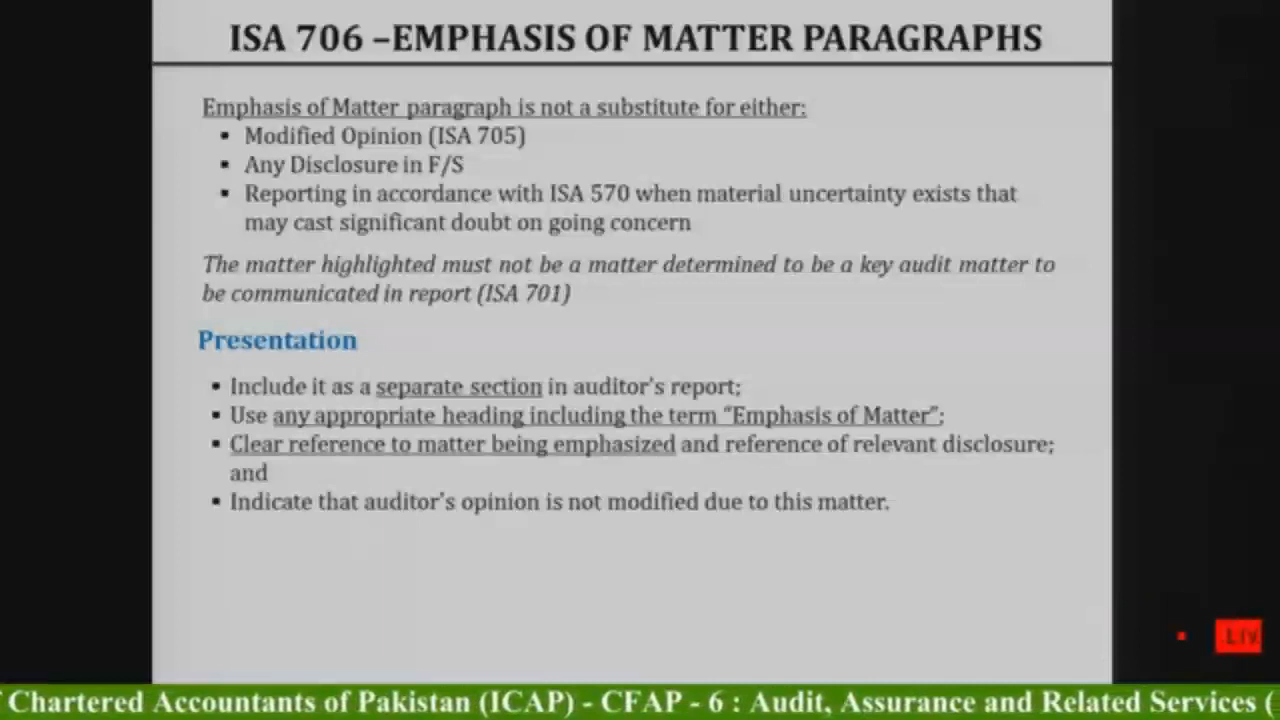 ISA 706 –EMPHASIS OF MATTER PARAGRAPHS
Emphasis of Matter paragraph is not a substitute for either:
▪ Modified Opinion (ISA 705)
▪ Any Disclosure in F/S
▪ Reporting in accordance with ISA 570 when material uncertainty exists that
may cast significant doubt on going concern
The matter highlighted must not be a matter determined to be a key audit matter to
be communicated in report (ISA 701)
Presentation
▪ Include it as a separate section in auditor's report;
▪ Use any appropriate heading including the term “Emphasis of Matter”;
▪ Clear reference to matter being emphasized and reference of relevant disclosure;
and
▪ Indicate that auditor's opinion is not modified due to this matter.
Chartered Accountants of Pakistan (ICAP) - CFAP - 6 : Audit, Assurance and Related Services (